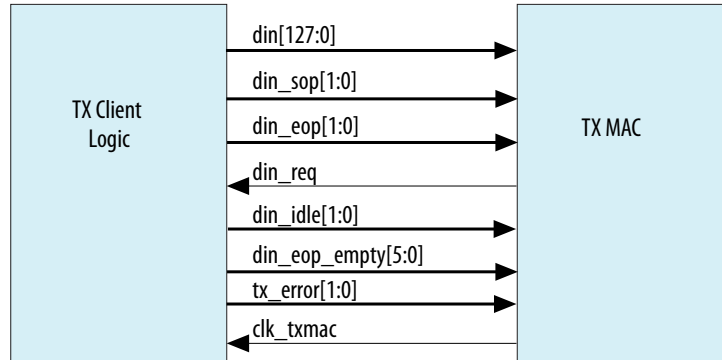 din[127:0]
din_sop[1:0]
TX Client
Logic
din_eop[1:0]
TX MAC
din_req
din_idle[1:0]
din_eop_empty[5:0]
tx_error[1:0]
clk_txmac